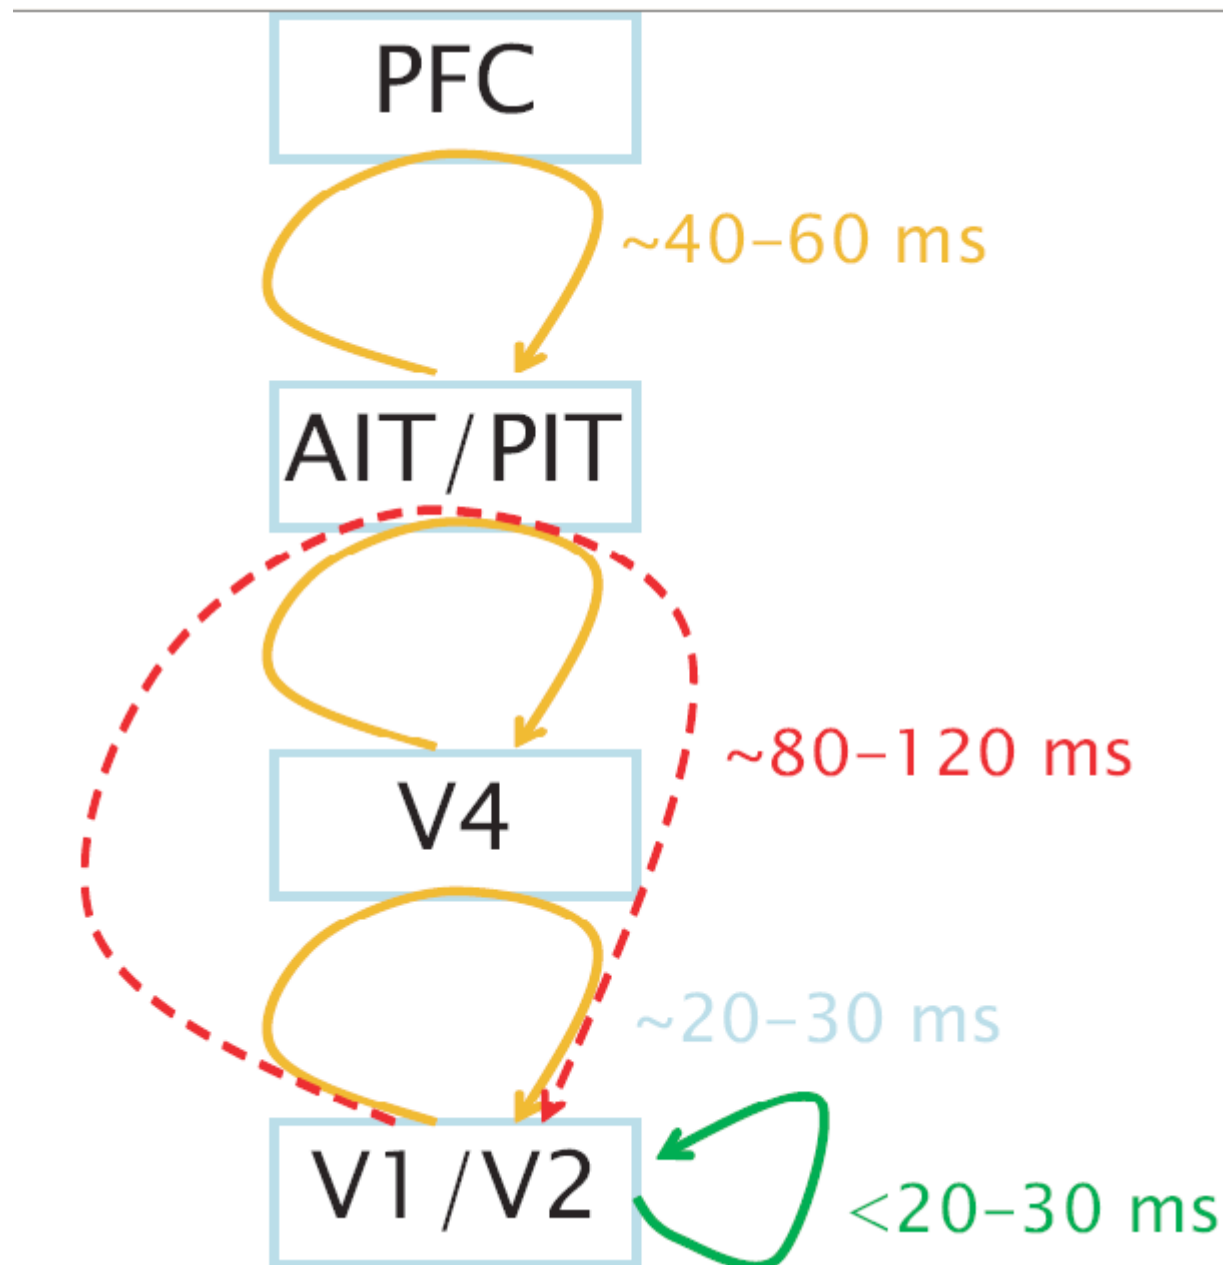 PFC
~40–60 ms
AIT/PIT
~80–120 ms
V4
~20–30 ms
V1/V2
<20–30 ms